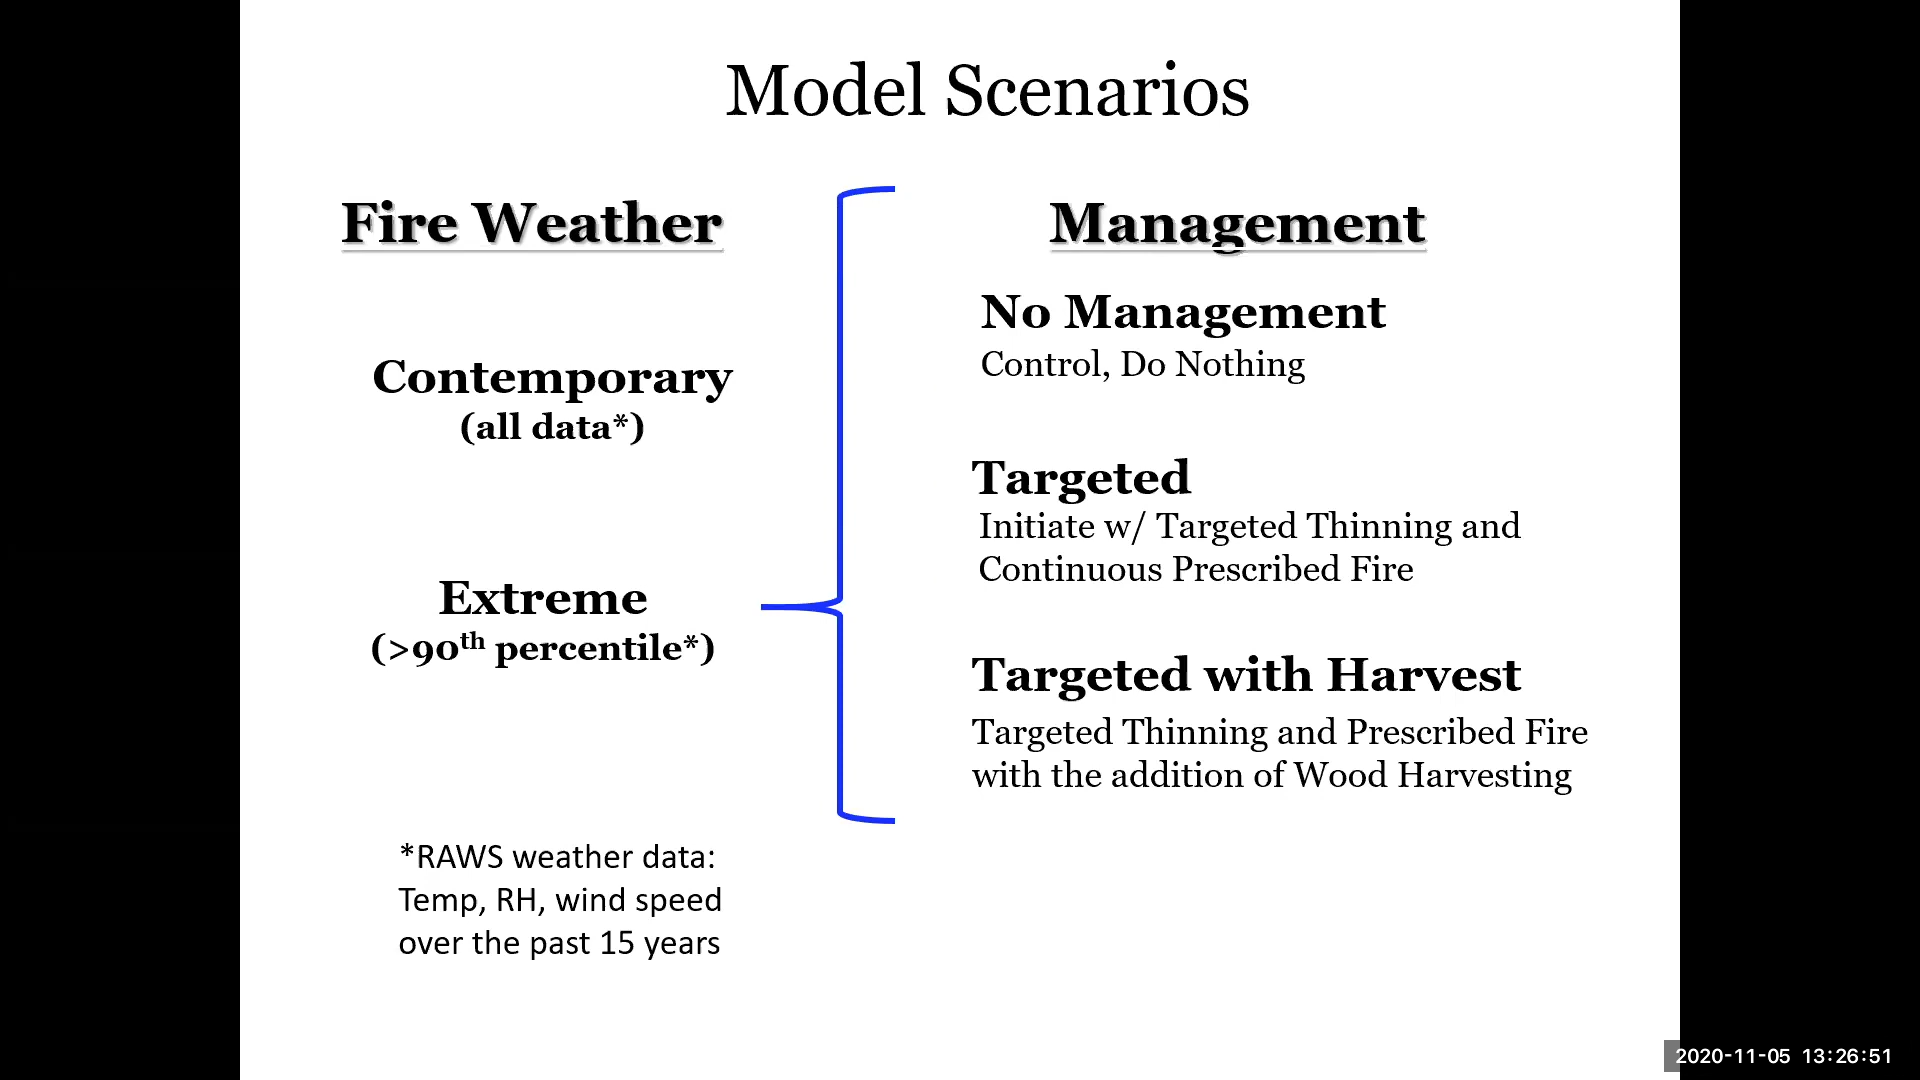 Model Scenarios
Fire Weather
Contemporary
(all data*)
Extreme
(>90th percentile*)
*RAWS weather data:
Temp, RH, wind speed
over the past 15 years
Management
No Management
Control, Do Nothing
Targeted
Initiate w/ Targeted Thinning and
Continuous Prescribed Fire
Targeted with Harvest
Targeted Thinning and Prescribed Fire
with the addition of Wood Harvesting
2020-11-05 13:26:51